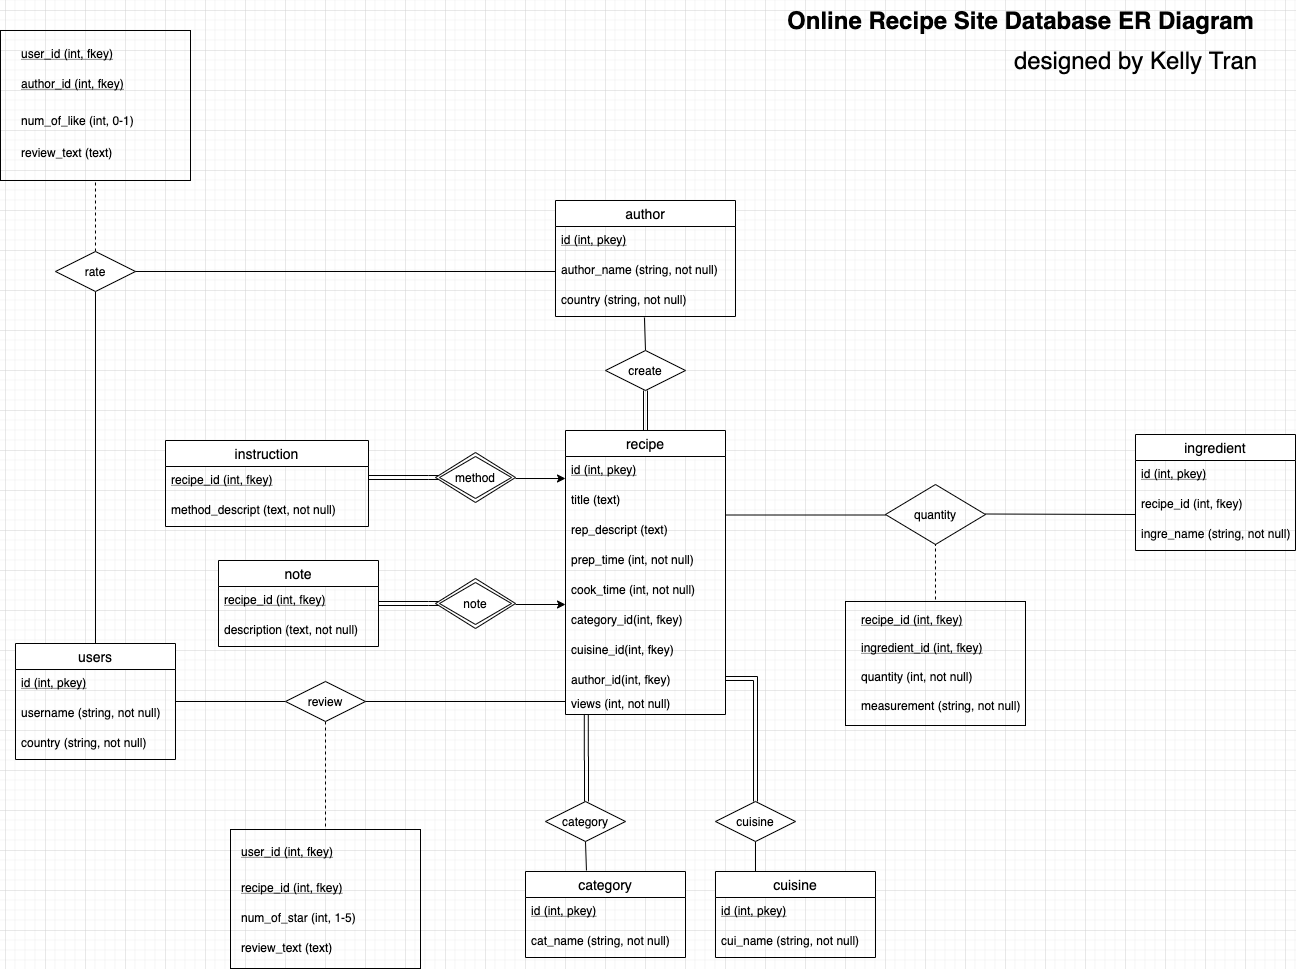 Online Recipe Site Database ER Diagram
designed by Kelly Tran
user_id (int, fkey)
author_id (int, fkey)
num_of_like (int, 0-1)
review_text (text)
rate
author
id (int, pkey)
author_name (string, not null)
country (string, not null)
create
instruction
recipe_id (int, fkey)
method_descript (text, not null)
method
note
recipe_id (int, fkey)
description (text, not null)
note
recipe
id (int, pkey)
title (text)
rep_descript (text)
prep_time (int, not null)
cook_time (int, not null)
category_id(int, fkey)
cuisine_id(int, fkey)
author_id(int, fkey)
views (int, not null)
quantity
ingredient
id (int, pkey)
recipe_id (int, fkey)
ingre_name (string, not null)
recipe_id (int, fkey)
ingredient_id (int, fkey)
quantity (int, not null)
measurement (string, not null)
users
id (int, pkey)
username (string, not null)
country (string, not null)
review
user_id (int, fkey)
recipe_id (int, fkey)
num_of_star (int, 1-5)
review_text (text)
category
category
id (int, pkey)
cat_name (string, not null)
cuisine
cuisine
id (int, pkey)
cui_name (string, not null)